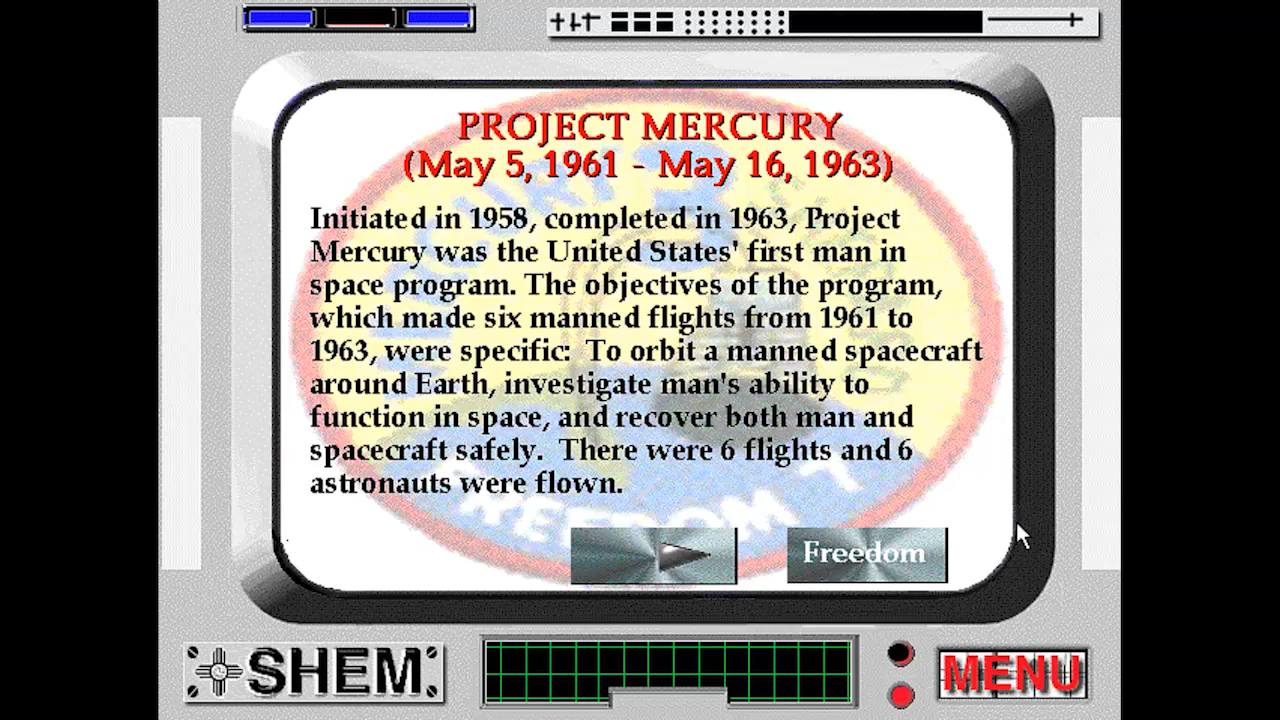 PROJECT MERCURY
(May 5, 1961 - May 16, 1963)
Initiated in 1958, completed in 1963, Project
Mercury was the United States' first man in
space program. The objectives of the program,
which made six manned flights from 1961 to
1963, were specific:  To orbit a manned spacecraft
around Earth, investigate man's ability to
function in space, and recover both man and
spacecraft safely.  There were 6 flights and 6
astronauts were flown.
FREEDOM 7
Freedom
SHEM
MENU